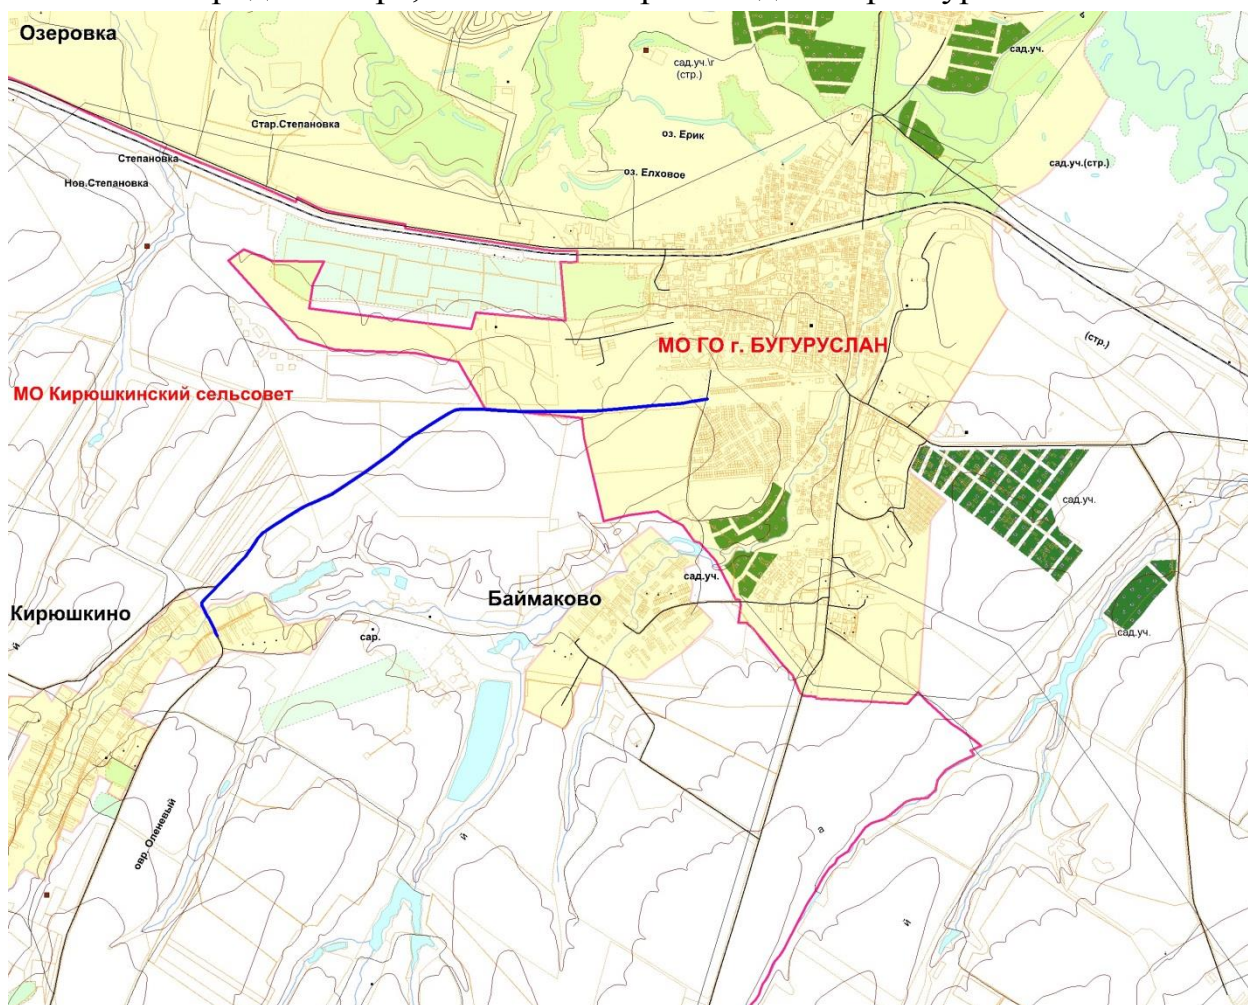 Озеровка
сад.уч.
сад.уч.\г
(стр.)
Стар.Степановка
оз. Ерик
Степановка
сад.уч.(стр.)
оз. Елховое
Нов.Степановка
(стр.)
МО ГО г. БУГУРУСЛАН
МО Кирюшкинский сельсовет
сад.уч.
сад.уч.
Баймаково
Кирюшкино
сад.уч.
сар.
й
овр. Оленевый
а
й
й